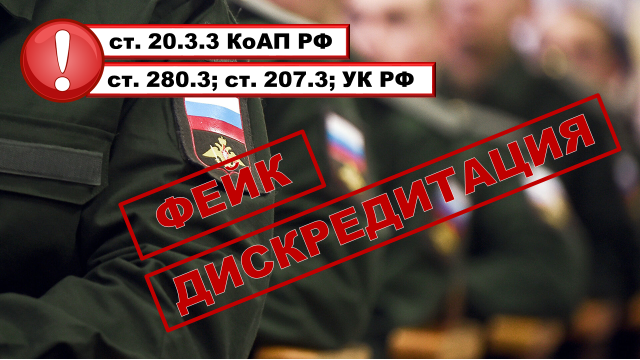 !
ст. 20.3.3 КоАП РФ
ст. 280.3; ст. 207.3; УК РФ
ФЕЙК
ДИСКРЕДИТАЦИЯ